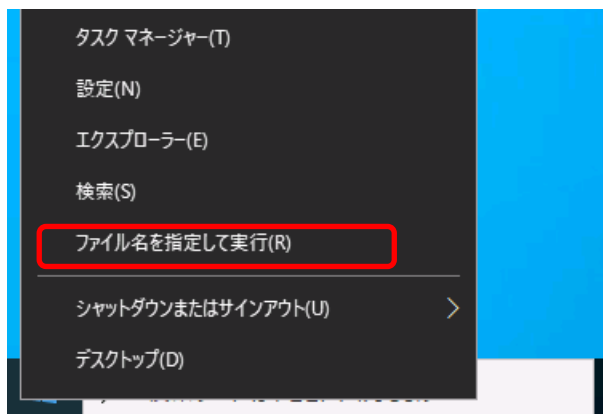 タスク マネージャー(T)
設定(N)
エクスプローラー(E)
検索(S)
ファイル名を指定して実行(R)
シャットダウンまたはサインアウト(U)
デスクトップ(D)